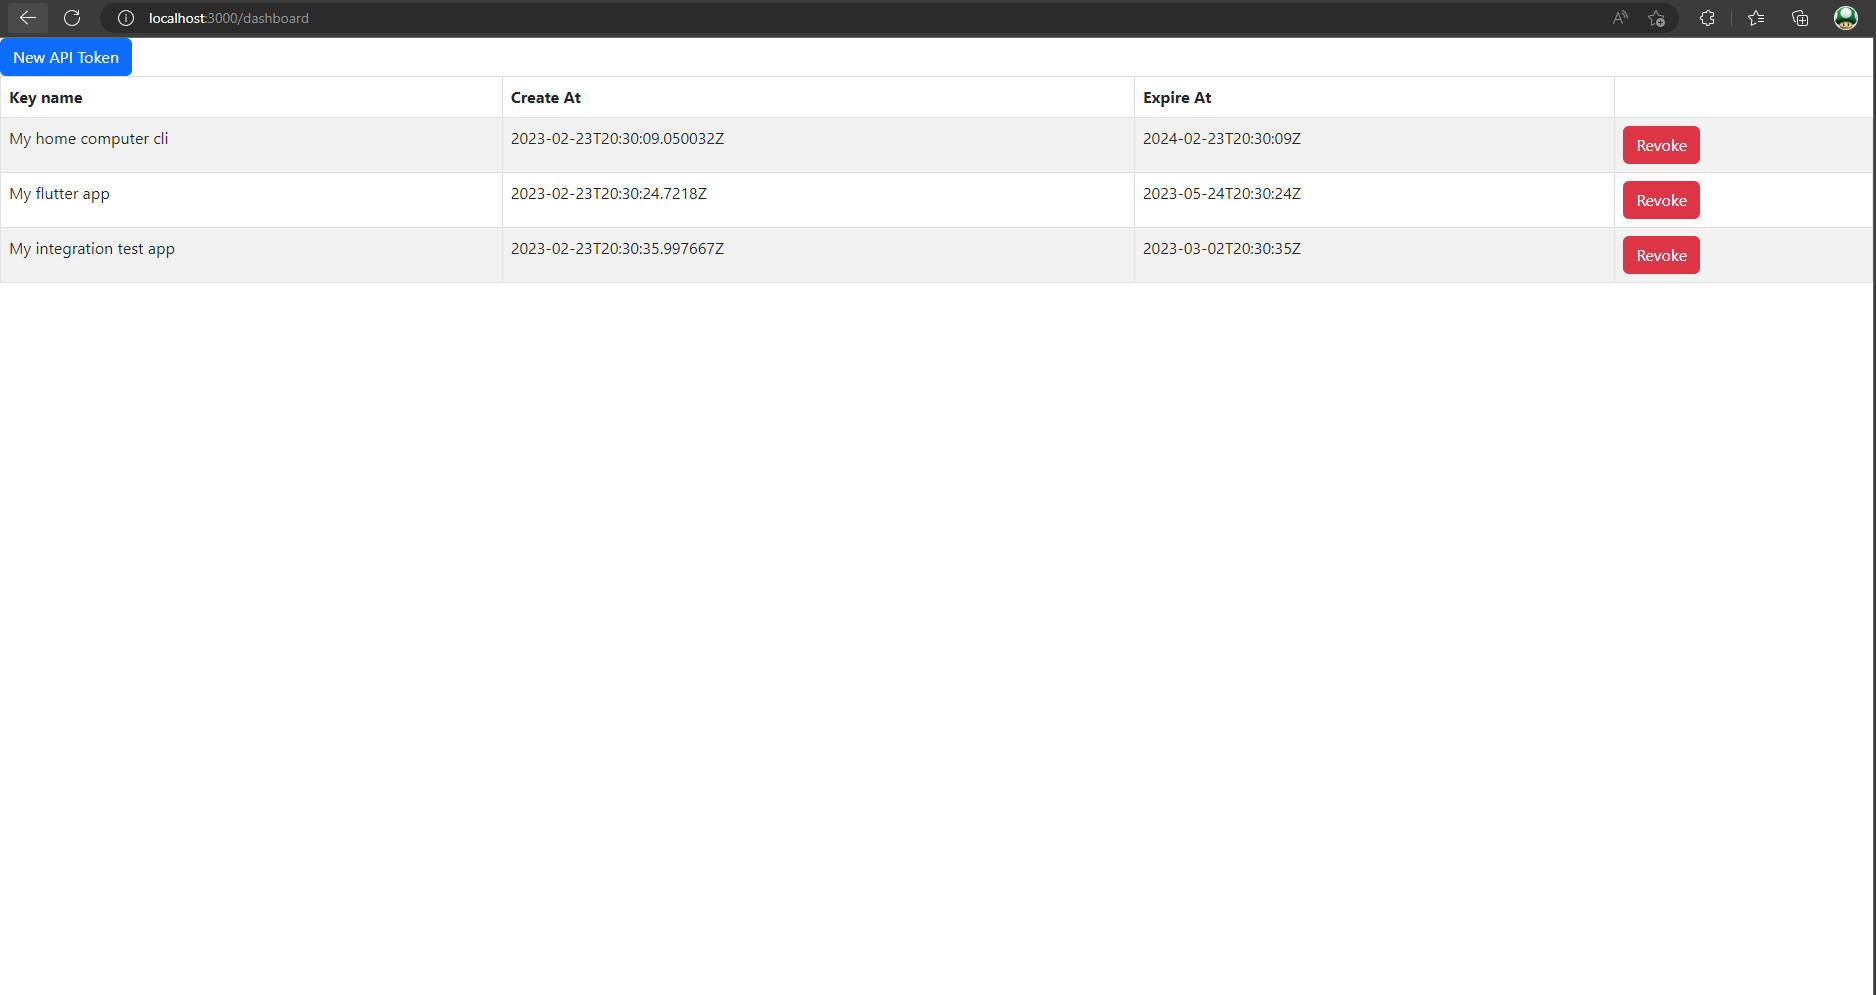 localhost:3000/dashboard
New API Token
Key name Create At Expire At
My home computer cli 2023-02-23T20:30:09.050032Z 2024-02-23T20:30:09Z Revoke
My flutter app 2023-02-23T20:30:24.7218Z 2023-05-24T20:30:24Z Revoke
My integration test app 2023-02-23T20:30:35.997667Z 2023-03-02T20:30:35Z Revoke